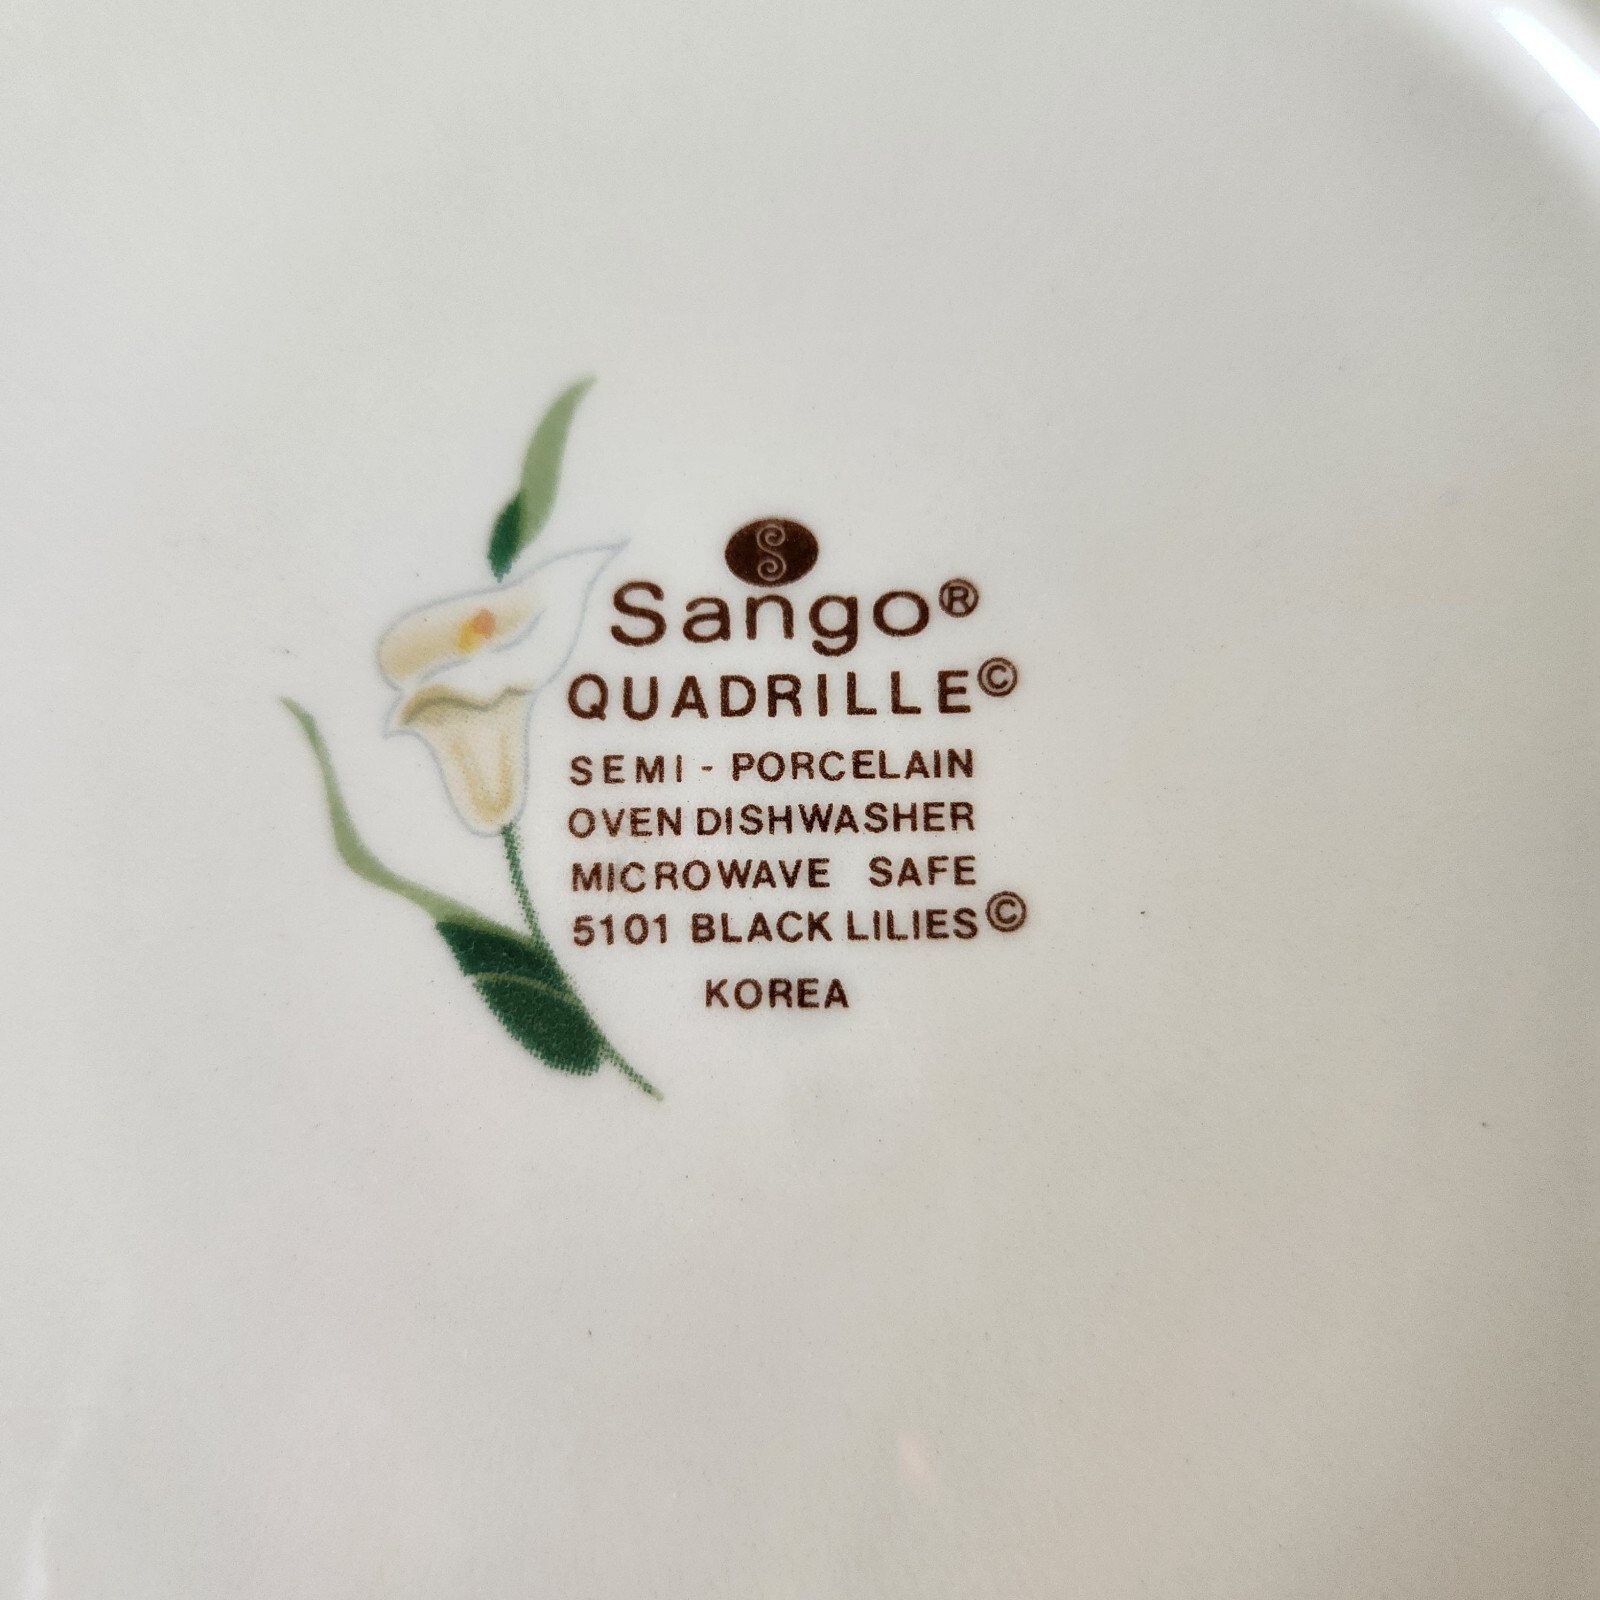 S
Sango®
QUADRILLE©
SEMI - PORCELAIN
OVEN DISHWASHER
MICROWAVE SAFE
5101 BLACK LILIES©
KOREA